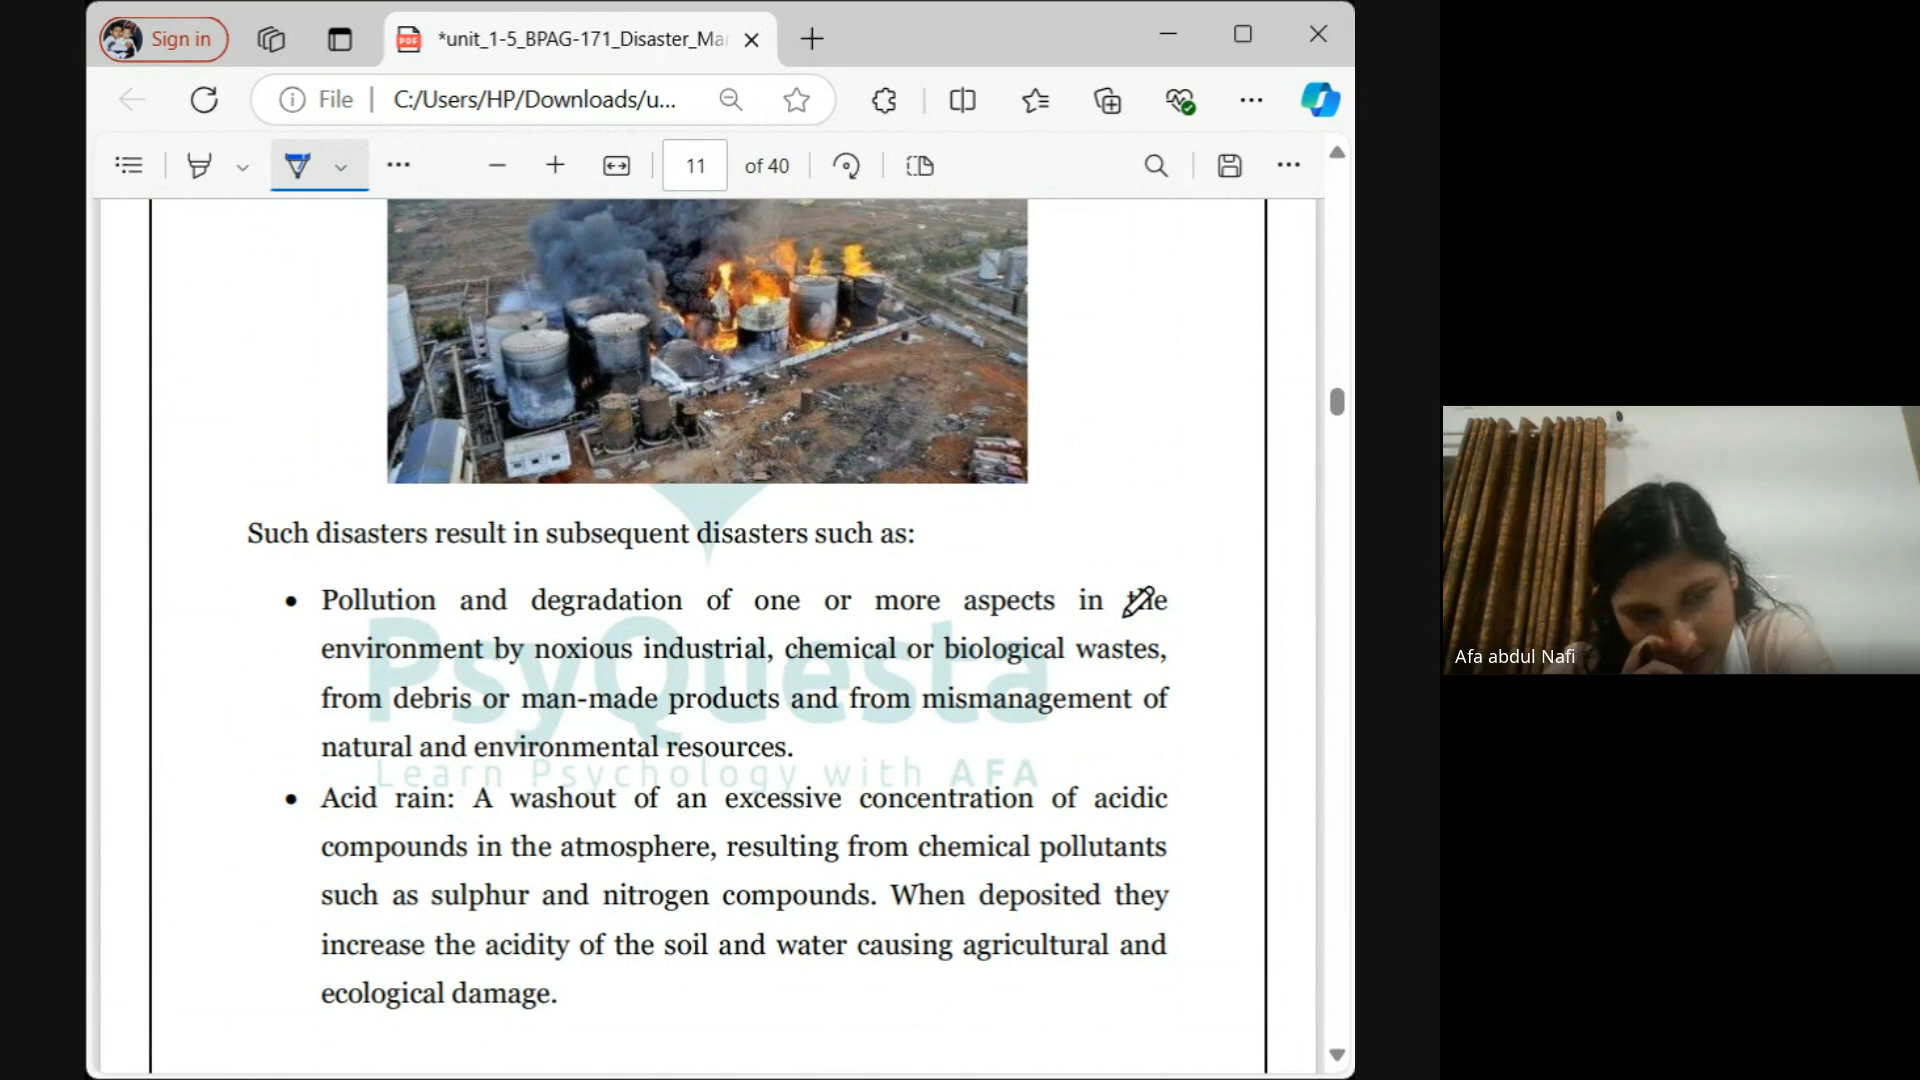 Sign in
*unit_1-5_BPAG-171_Disaster_Mar
File
C:/Users/HP/Downloads/u...
11 of 40
Such disasters result in subsequent disasters such as:
• Pollution and degradation of one or more aspects in the
environment by noxious industrial, chemical or biological wastes,
from debris or man-made products and from mismanagement of
natural and environmental resources.
• Acid rain: A washout of an excessive concentration of acidic
compounds in the atmosphere, resulting from chemical pollutants
such as sulphur and nitrogen compounds. When deposited they
increase the acidity of the soil and water causing agricultural and
ecological damage.
PsyQuesta
Learn Psychology with AFA
Afa abdul Nafi